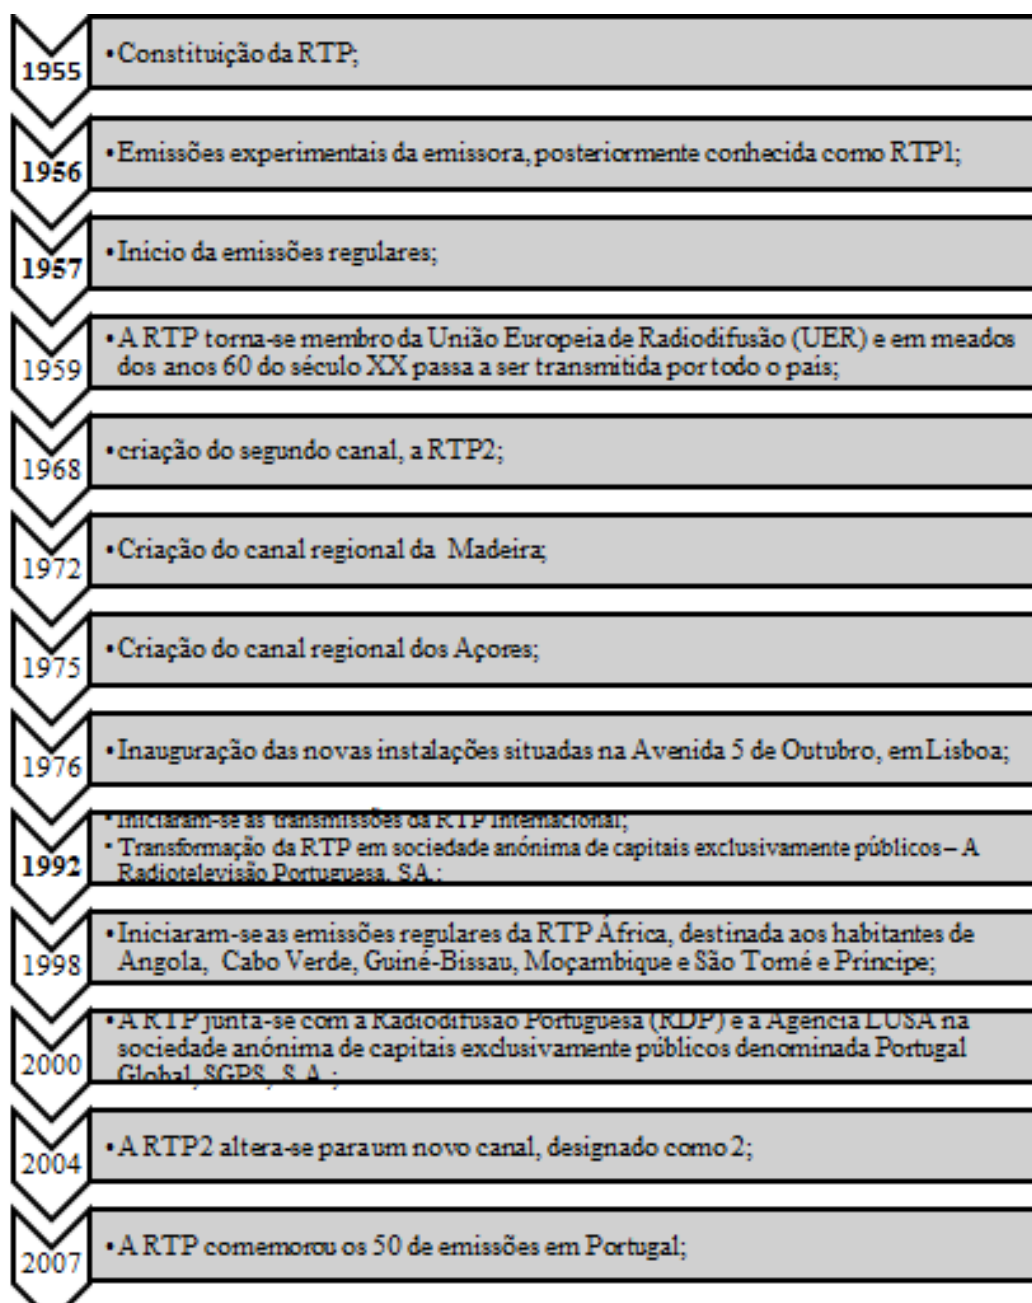 1955
• Constituição da RTP;
1956
• Emissões experimentais da emissora, posteriormente conhecida como RTP1;
1957
• Início da emissões regulares;
1959
• A RTP torna-se membro da União Europeia de Radiodifusão (UER) e em meados
dos anos 60 do século XX passa a ser transmitida por todo o país;
1968
• criação do segundo canal, a RTP2;
1972
• Criação do canal regional da Madeira;
1975
• Criação do canal regional dos Açores;
1976
• Inauguração das novas instalações situadas na Avenida 5 de Outubro, em Lisboa;
1992
• Iniciaram-se as transmissões da RTP Internacional;
• Transformação da RTP em sociedade anónima de capitais exclusivamente públicos – A
Radiotelevisão Portuguesa, SA.;
1998
• Iniciaram-se as emissões regulares da RTP África, destinada aos habitantes de
Angola, Cabo Verde, Guiné-Bissau, Moçambique e São Tomé e Príncipe;
2000
• A RTP junta-se com a Radiodifusão Portuguesa (RDP) e a Agência LUSA na
sociedade anónima de capitais exclusivamente públicos denominada Portugal
Global, SGPS, S.A.;
2004
• A RTP2 altera-se para um novo canal, designado como 2;
2007
• A RTP comemorou os 50 de emissões em Portugal;